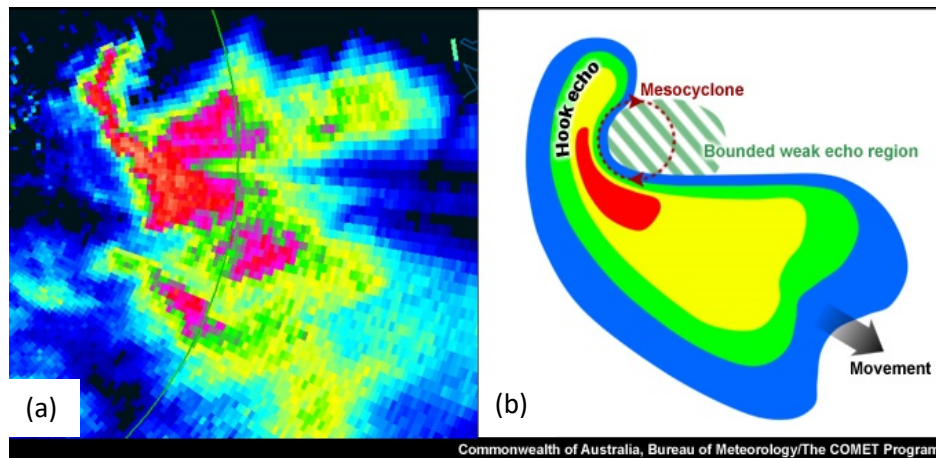 (a)
Hook echo
Mesocyclone
Bounded weak echo region
Movement
(b)
Commonwealth of Australia, Bureau of Meteorology/The COMET Program